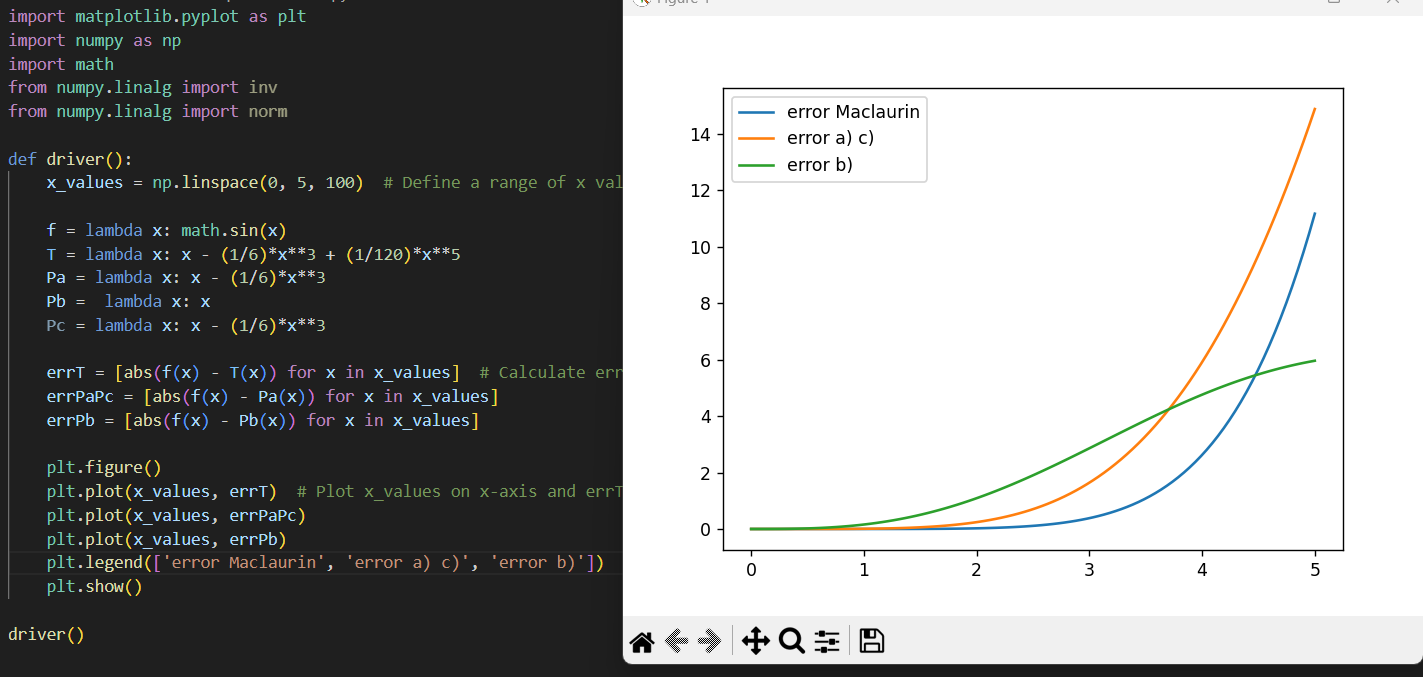 import matplotlib.pyplot as plt
import numpy as np
import math
from numpy.linalg import inv
from numpy.linalg import norm
def driver():
x_values = np.linspace(0, 5, 100)  # Define a range of x val
f = lambda x: math.sin(x)
T = lambda x: x - (1/6)*x**3 + (1/120)*x**5
Pa = lambda x: x - (1/6)*x**3
Pb =  lambda x: x
Pc = lambda x: x - (1/6)*x**3
errT = [abs(f(x) - T(x)) for x in x_values]  # Calculate err
errPaPc = [abs(f(x) - Pa(x)) for x in x_values]
errPb = [abs(f(x) - Pb(x)) for x in x_values]
plt.figure()
plt.plot(x_values, errT)  # Plot x_values on x-axis and errT
plt.plot(x_values, errPaPc)
plt.plot(x_values, errPb)
plt.legend(['error Maclaurin', 'error a) c)', 'error b)'])
plt.show()
driver()
error Maclaurin
error a) c)
error b)
14
12
10
8
6
4
2
0
0 1 2 3 4 5